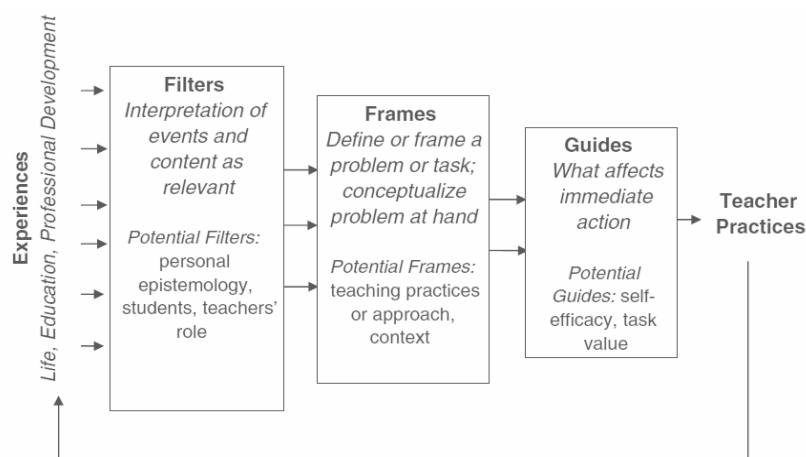 Experiences
Life, Education, Professional Development
Filters
Interpretation of
events and
content as
relevant
Potential Filters:
personal
epistemology,
students, teachers'
role
Frames
Define or frame a
problem or task;
conceptualize
problem at hand
Potential Frames:
teaching practices
or approach,
context
Guides
What affects
immediate
action
Potential
Guides: self-
efficacy, task
value
Teacher
Practices